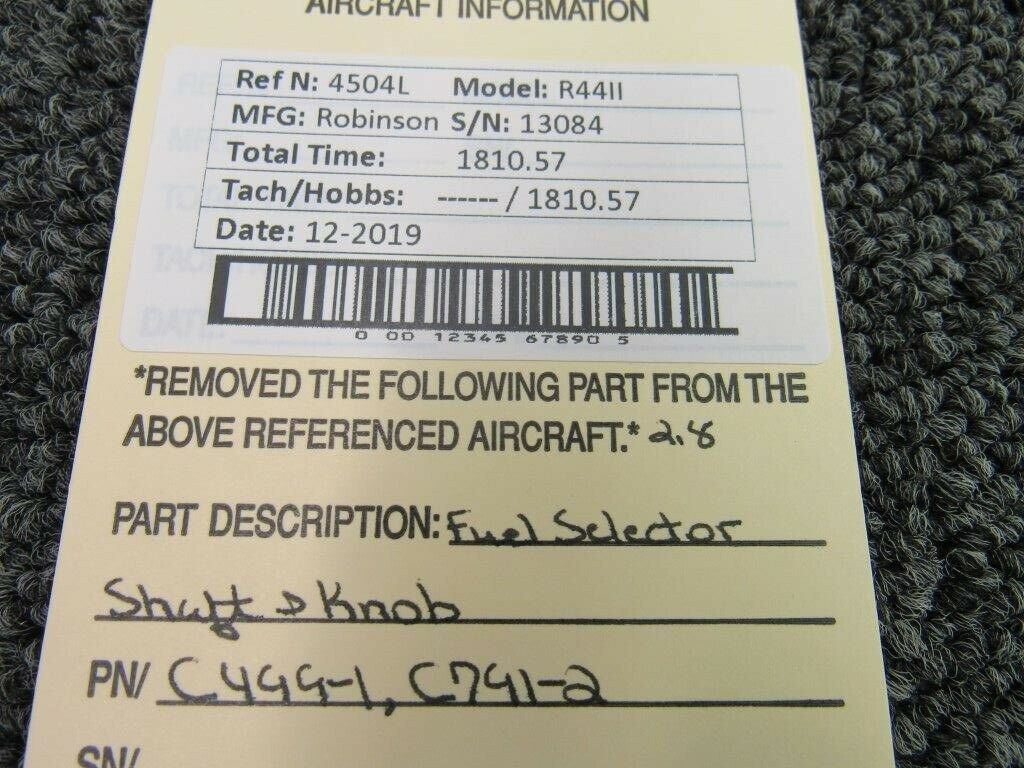 AIRCRAFT INFORMATION
Ref N: 4504L Model: R44II
MFG: Robinson S/N: 13084
Total Time: 1810.57
Tach/Hobbs: ------ / 1810.57
Date: 12-2019
0 00 12345 67890 5
*REMOVED THE FOLLOWING PART FROM THE
ABOVE REFERENCED AIRCRAFT.* 2.8
PART DESCRIPTION: Fuel Selector
Shaft & Knob
PN/ C499-1, C791-2
SN/